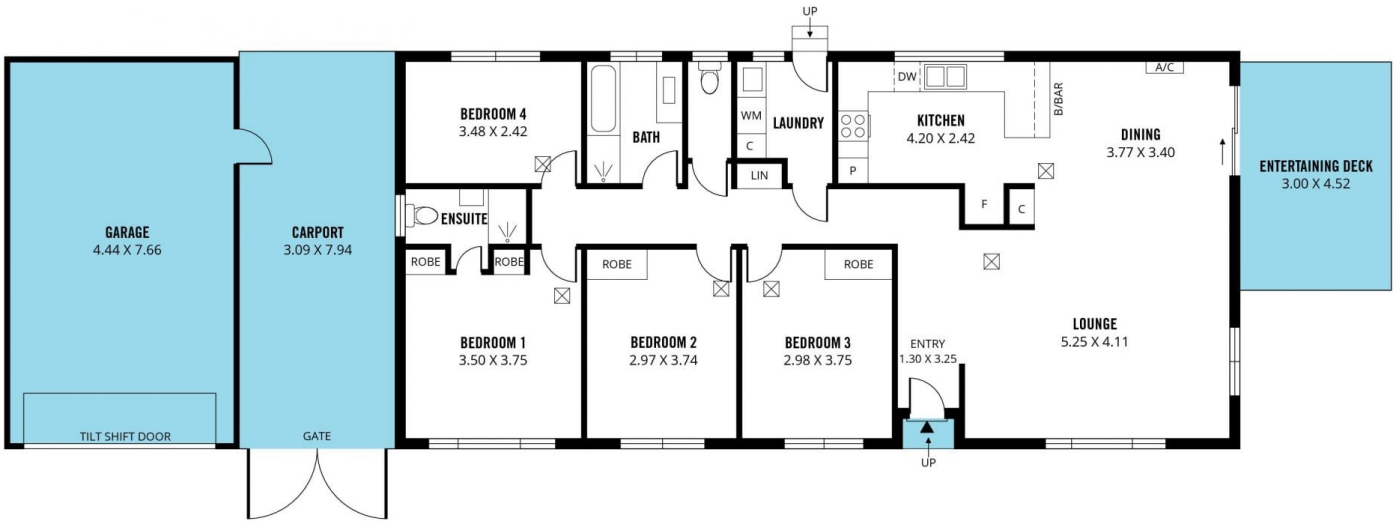 UP
A/C
DW
B/BAR
BEDROOM 4
3.48 X 2.42
BATH
WM
C
LAUNDRY
KITCHEN
4.20 X 2.42
DINING
3.77 X 3.40
ENTERTAINING DECK
3.00 X 4.52
LIN
P
F
C
GARAGE
4.44 X 7.66
CARPORT
3.09 X 7.94
ENSUITE
ROBE
ROBE
ROBE
ROBE
BEDROOM 1
3.50 X 3.75
BEDROOM 2
2.97 X 3.74
BEDROOM 3
2.98 X 3.75
ENTRY
1.30 X 3.25
LOUNGE
5.25 X 4.11
TILT SHIFT DOOR
GATE
UP